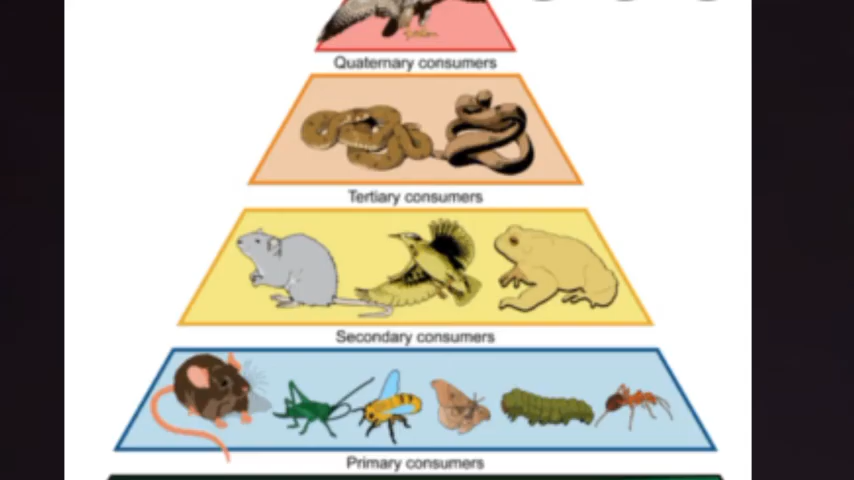 Quaternary consumers
Tertiary consumers
Secondary consumers
Primary consumers